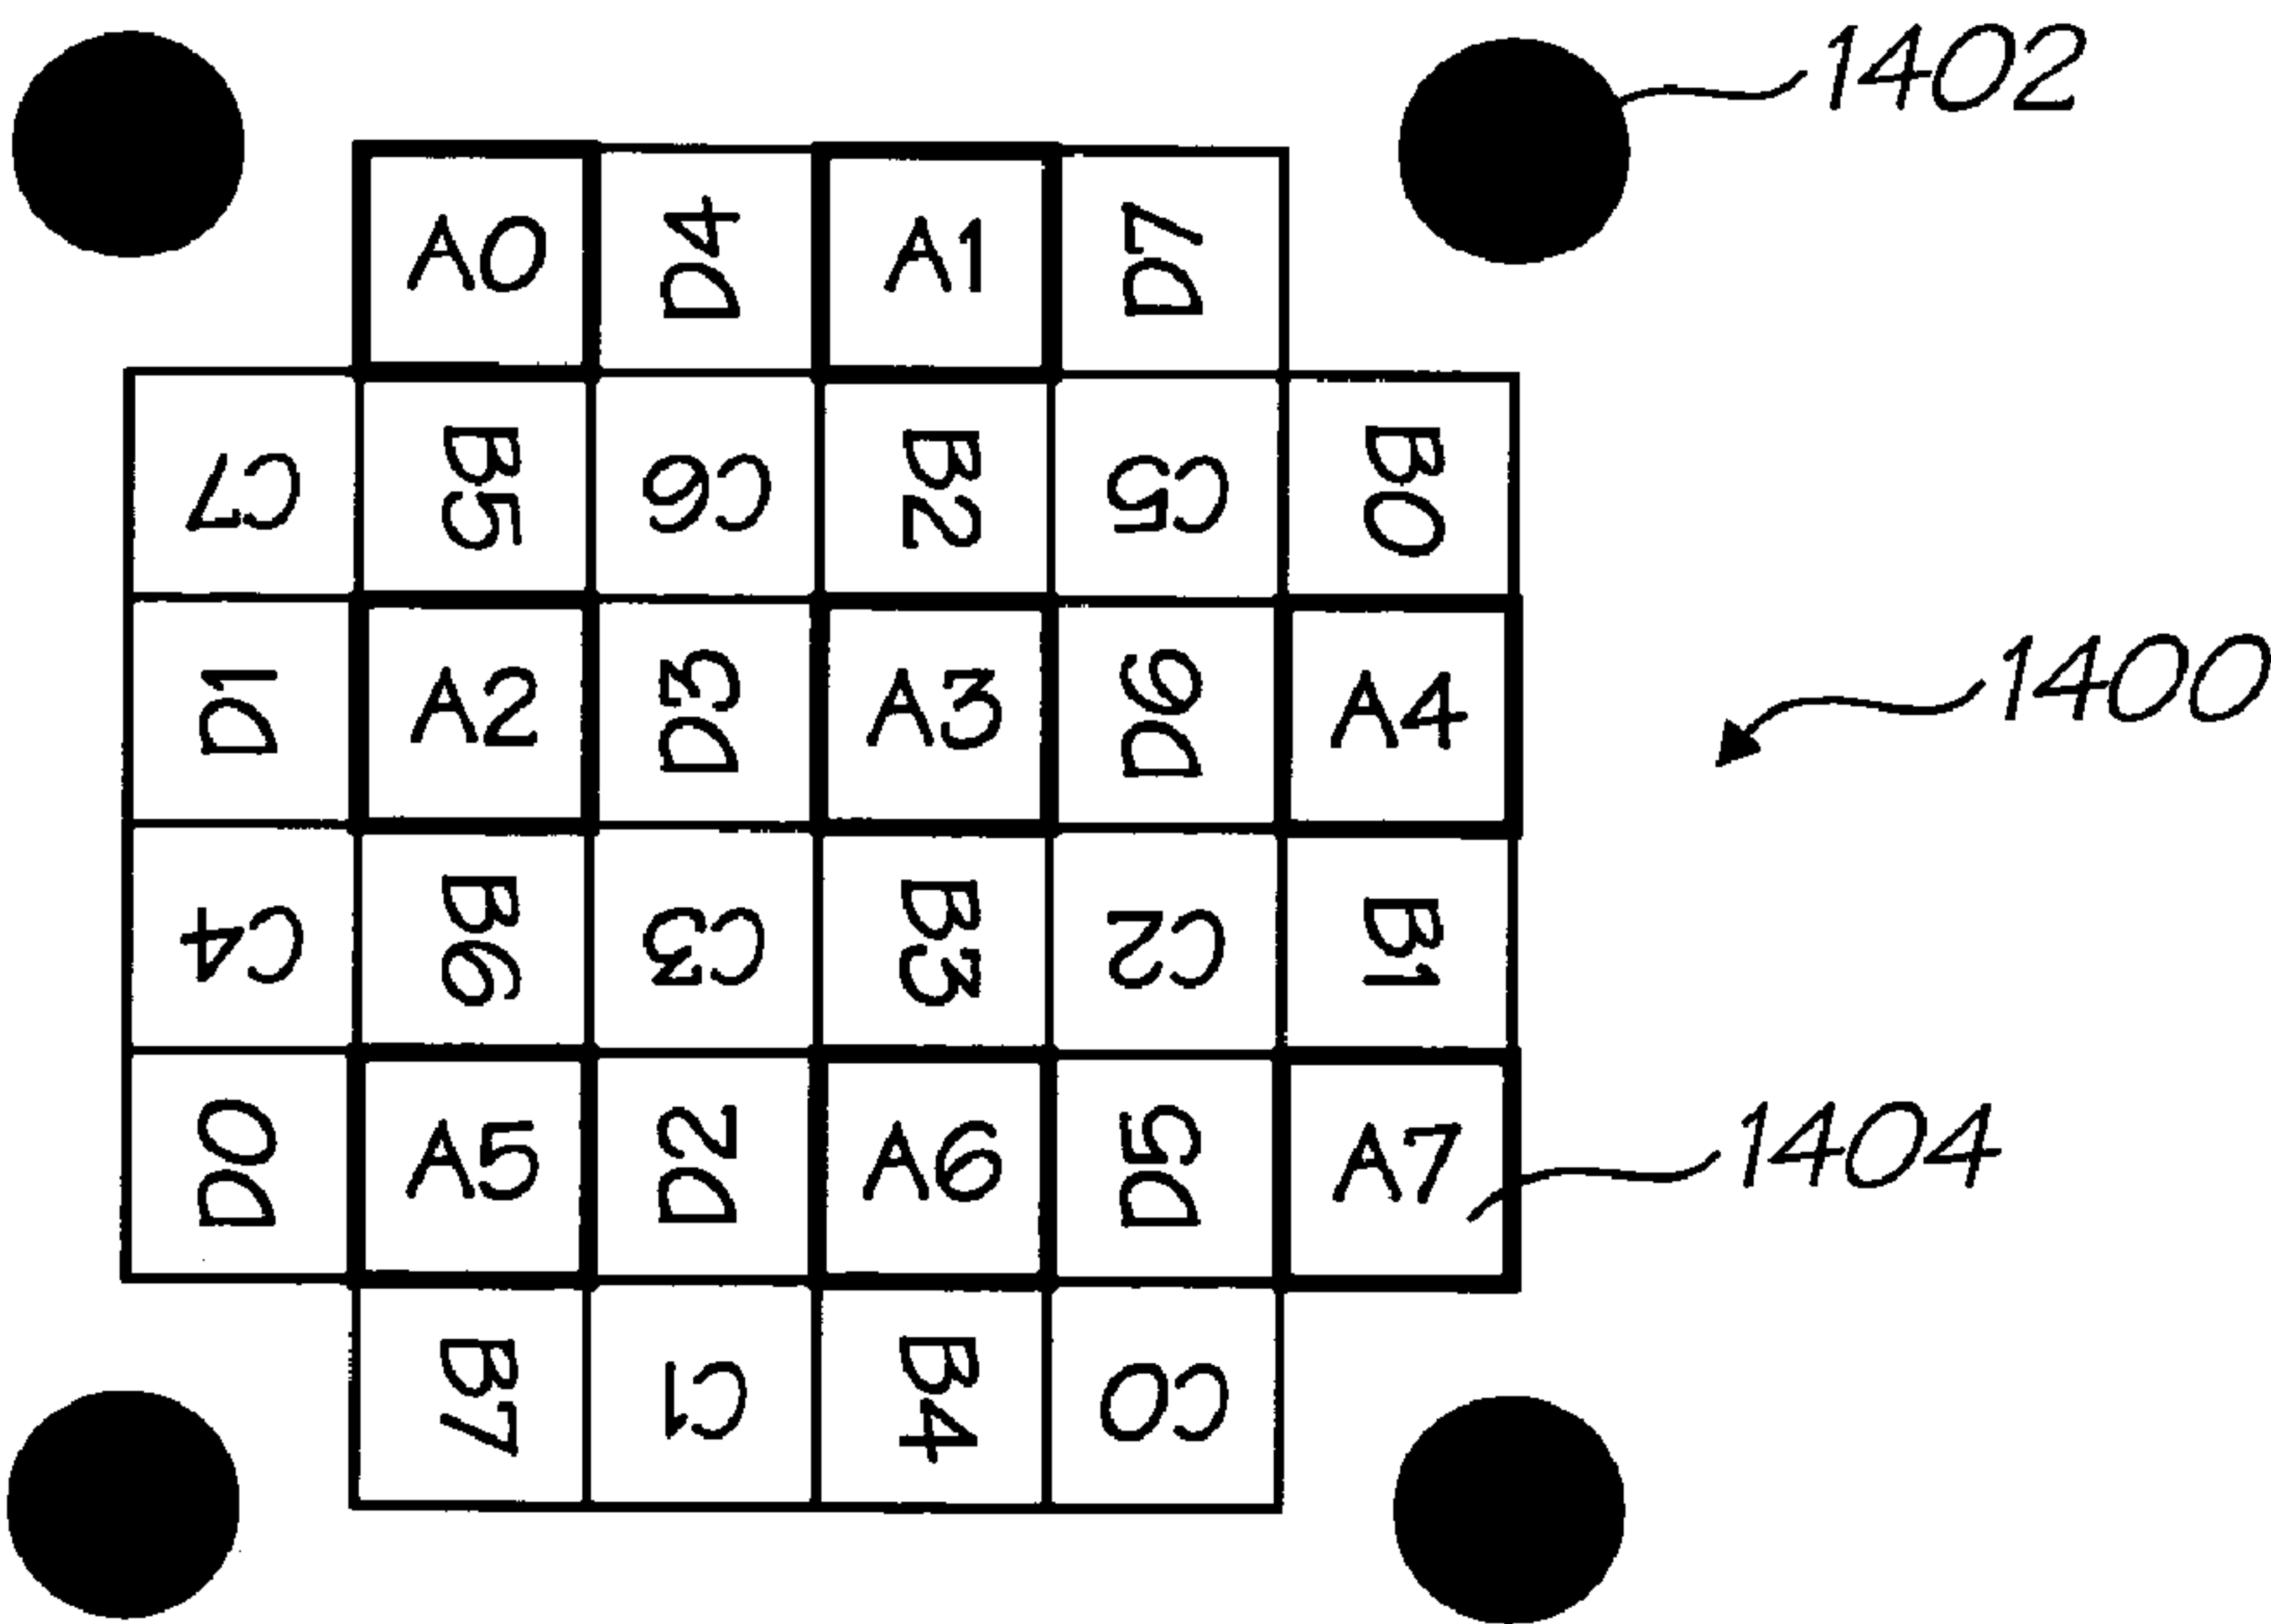 1402
A0 D4 A1 D7
C7 B5 C6 B2 C5 B0
D1 A2 D3 A3 D6 A4
1400
C4 B6 C3 B3 C2 B1
D0 A5 D2 A6 D5 A7
1404
B7 C1 B4 C0